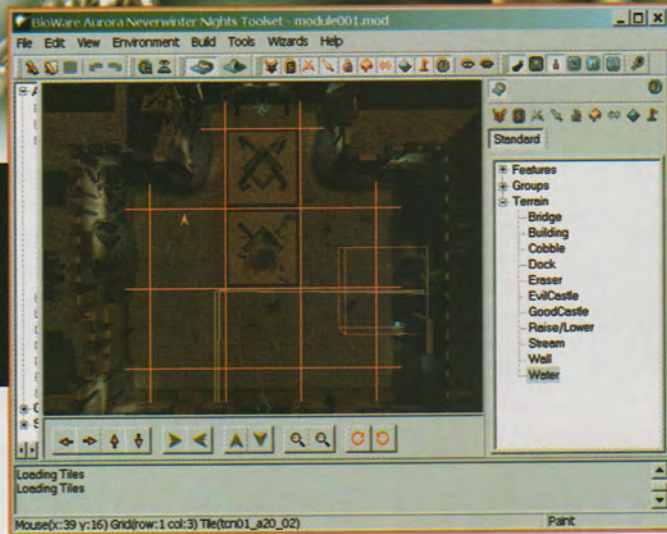 BioWare Aurora Neverwinter Nights Toolset - module001.mod
File Edit View Environment Build Tools Wizards Help
Standard
Features
Groups
Terrain
Bridge
Building
Cobble
Dock
Eraser
EvilCastle
GoodCastle
Raise/Lower
Stream
Wall
Water
Loading Tiles
Loading Tiles
Mouse(x:39 y:16) Grid(row:1 col:3) Tile(tcn01_a20_02)
Paint